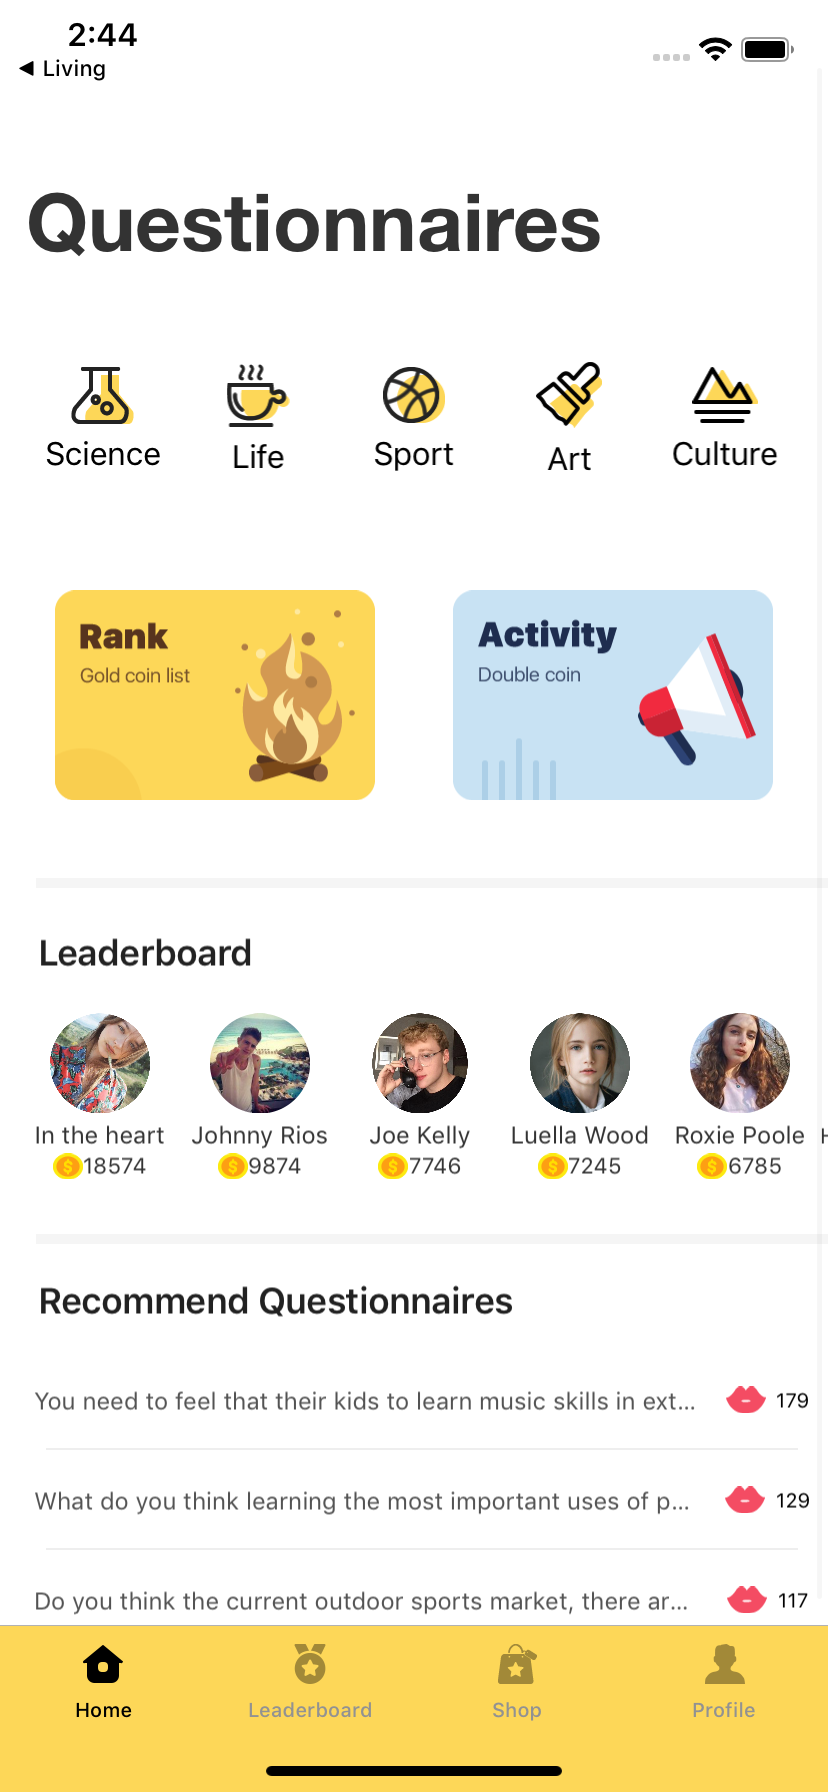 2:44
◀ Living
Questionnaires
Science
Life
Sport
Art
Culture
Rank
Gold coin list
Activity
Double coin
Leaderboard
In the heart
18574
Johnny Rios
9874
Joe Kelly
7746
Luella Wood
7245
Roxie Poole
6785
Recommend Questionnaires
You need to feel that their kids to learn music skills in ext... 179
What do you think learning the most important uses of p... 129
Do you think the current outdoor sports market, there ar... 117
Home
Leaderboard
Shop
Profile